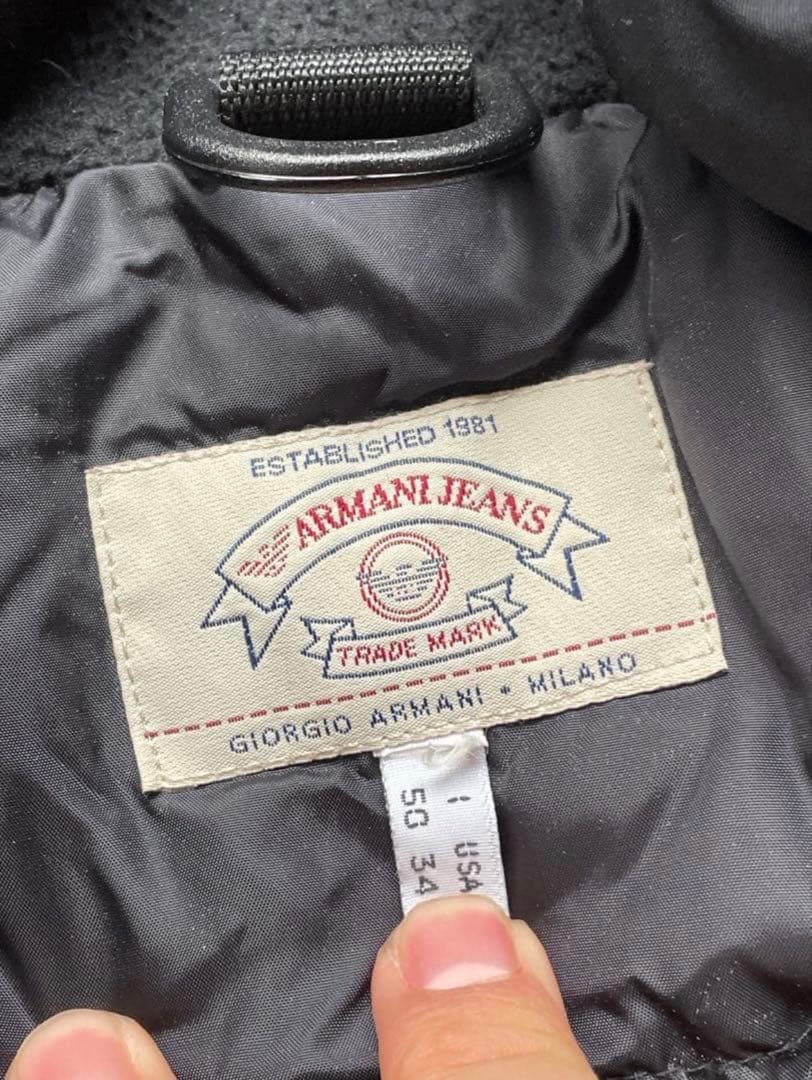 ESTABLISHED 1981
ARMANI JEANS
TRADE MARK
GIORGIO ARMANI • MILANO
I USA
50 34